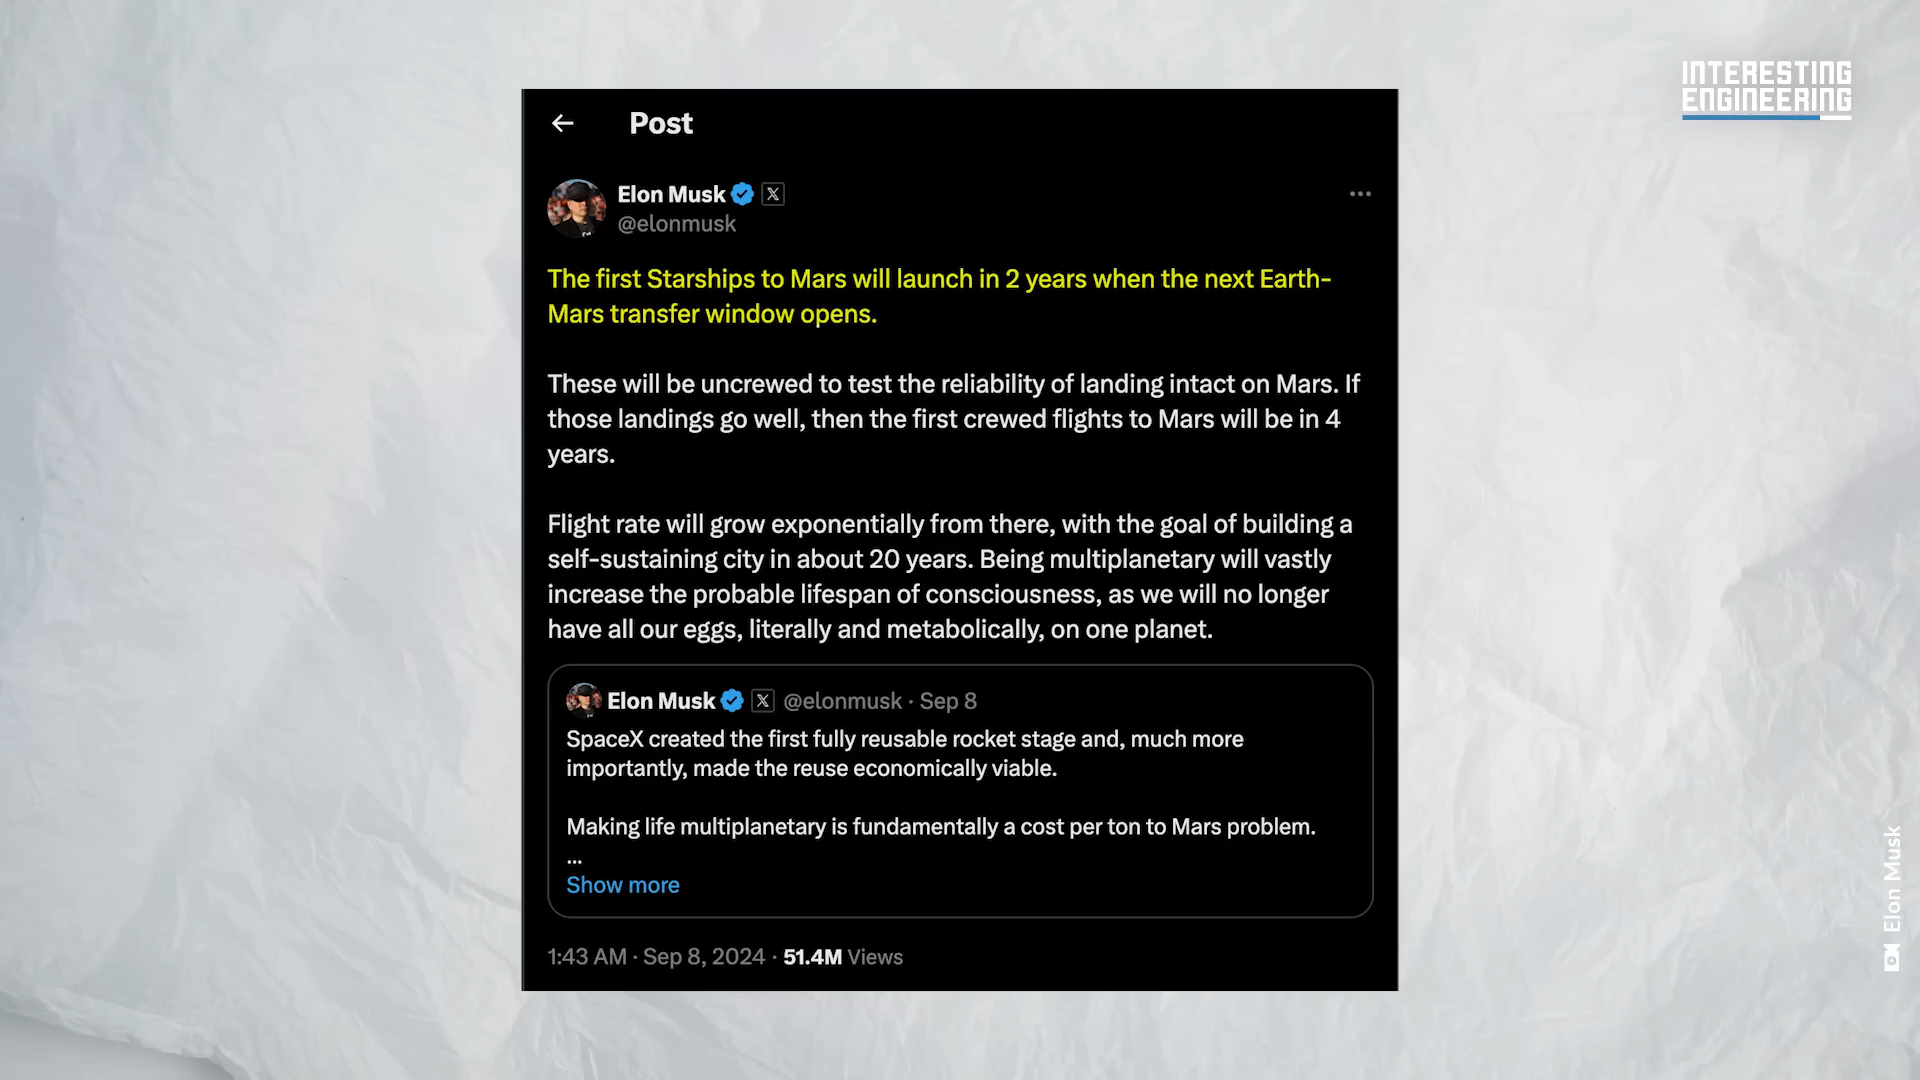 INTERESTING
ENGINEERING
Post
Elon Musk
@elonmusk
The first Starships to Mars will launch in 2 years when the next Earth-
Mars transfer window opens.
These will be uncrewed to test the reliability of landing intact on Mars. If
those landings go well, then the first crewed flights to Mars will be in 4
years.
Flight rate will grow exponentially from there, with the goal of building a
self-sustaining city in about 20 years. Being multiplanetary will vastly
increase the probable lifespan of consciousness, as we will no longer
have all our eggs, literally and metabolically, on one planet.
Elon Musk @elonmusk · Sep 8
SpaceX created the first fully reusable rocket stage and, much more
importantly, made the reuse economically viable.
Making life multiplanetary is fundamentally a cost per ton to Mars problem.
...
Show more
1:43 AM · Sep 8, 2024 · 51.4M Views
Elon Musk